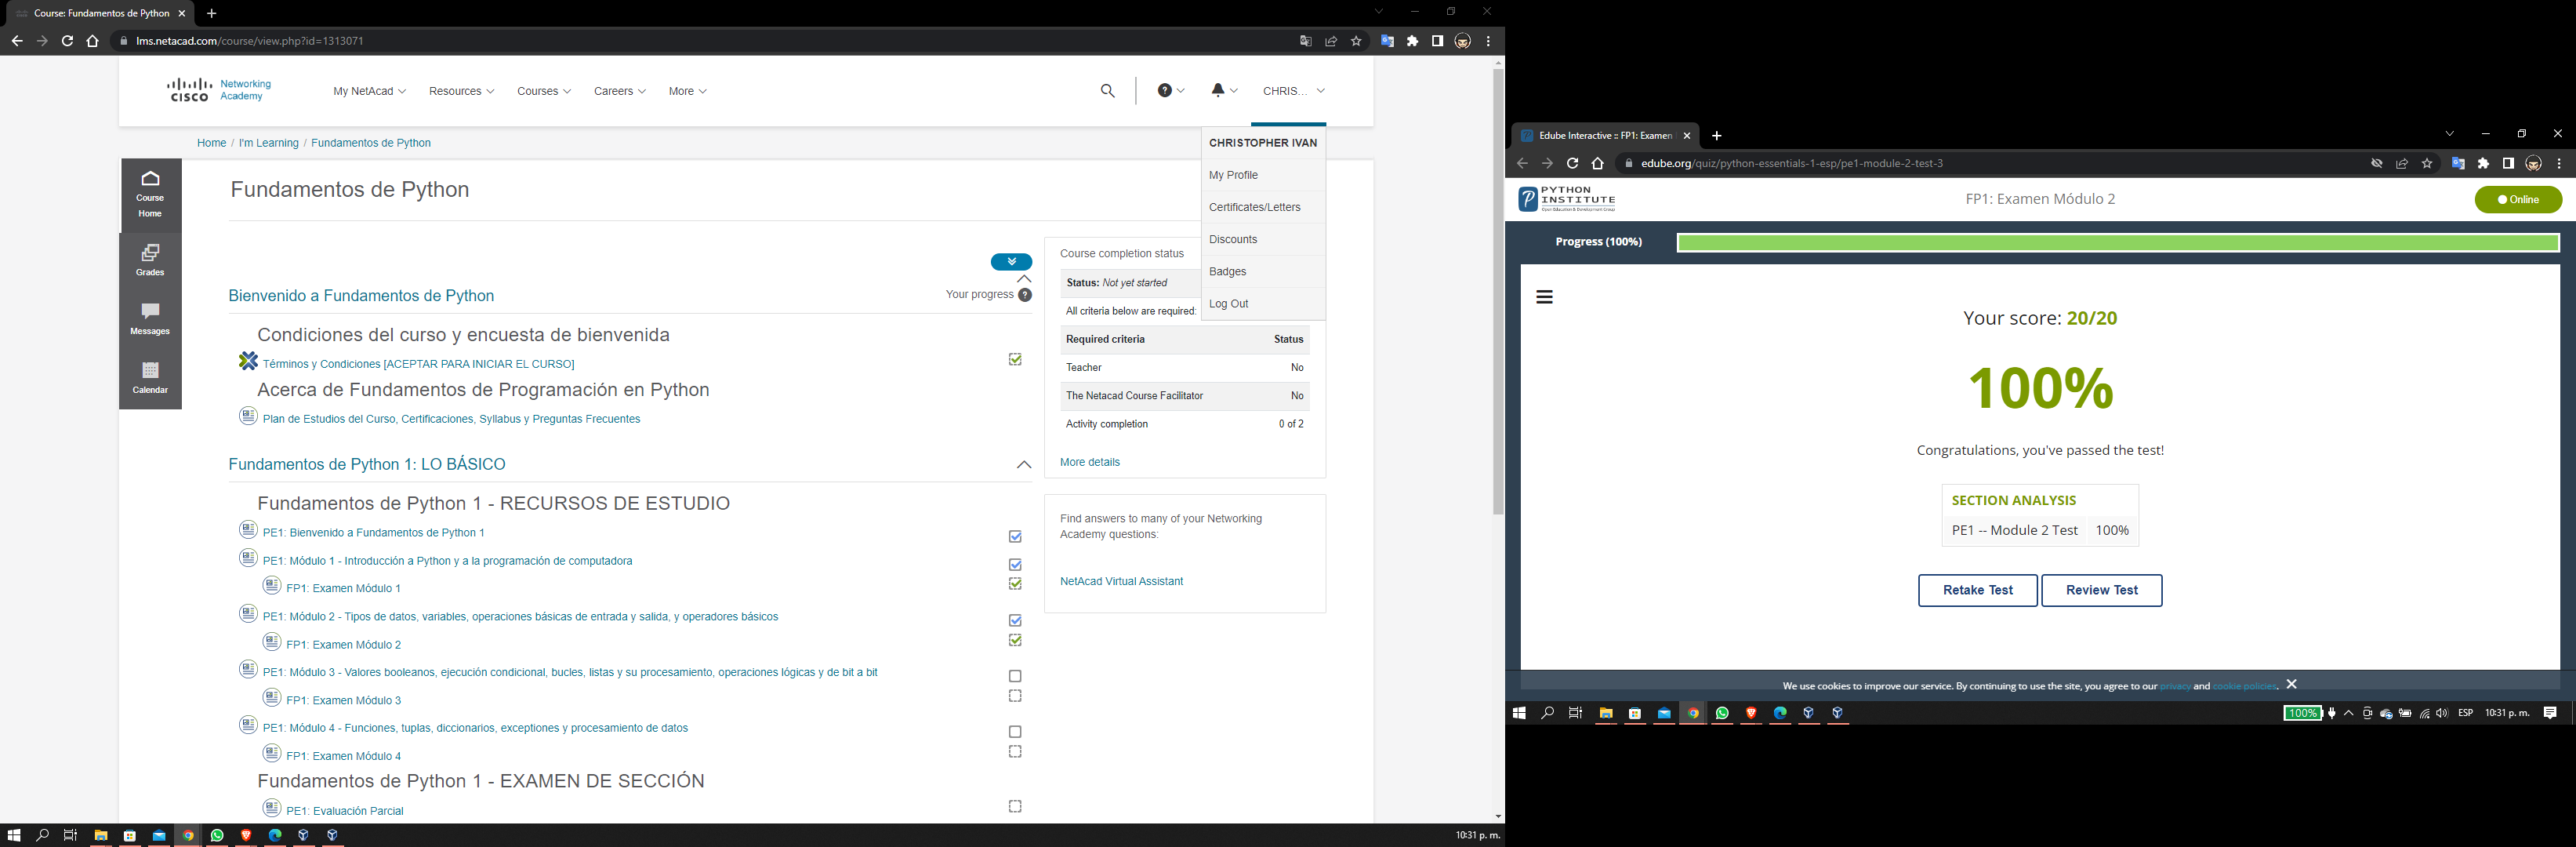 Course: Fundamentos de Python
lms.netacad.com/course/view.php?id=1313071
CISCO
Networking
Academy
My NetAcad
Resources
Courses
Careers
More
CHRIS...
Home / I'm Learning / Fundamentos de Python
CHRISTOPHER IVAN
My Profile
Certificates/Letters
Discounts
Badges
Log Out
Course
Home
Grades
Messages
Calendar
Fundamentos de Python
Your progress
Bienvenido a Fundamentos de Python
Condiciones del curso y encuesta de bienvenida
Términos y Condiciones [ACEPTAR PARA INICIAR EL CURSO]
Acerca de Fundamentos de Programación en Python
Plan de Estudios del Curso, Certificaciones, Syllabus y Preguntas Frecuentes
Fundamentos de Python 1: LO BÁSICO
Fundamentos de Python 1 - RECURSOS DE ESTUDIO
PE1: Bienvenido a Fundamentos de Python 1
PE1: Módulo 1 - Introducción a Python y a la programación de computadora
FP1: Examen Módulo 1
PE1: Módulo 2 - Tipos de datos, variables, operaciones básicas de entrada y salida, y operadores básicos
FP1: Examen Módulo 2
PE1: Módulo 3 - Valores booleanos, ejecución condicional, bucles, listas y su procesamiento, operaciones lógicas y de bit a bit
FP1: Examen Módulo 3
PE1: Módulo 4 - Funciones, tuplas, diccionarios, exceptiones y procesamiento de datos
FP1: Examen Módulo 4
Fundamentos de Python 1 - EXAMEN DE SECCIÓN
PE1: Evaluación Parcial
Course completion status
Status: Not yet started
All criteria below are required:
Required criteria Status
Teacher No
The Netacad Course Facilitator No
Activity completion 0 of 2
More details
Find answers to many of your Networking
Academy questions:
NetAcad Virtual Assistant
10:31 p. m.
Edube Interactive :: FP1: Examen
edube.org/quiz/python-essentials-1-esp/pe1-module-2-test-3
PYTHON
INSTITUTE
Open Education & Development Group
FP1: Examen Módulo 2
Online
Progress (100%)
Your score: 20/20
100%
Congratulations, you've passed the test!
SECTION ANALYSIS
PE1 -- Module 2 Test 100%
Retake Test
Review Test
We use cookies to improve our service. By continuing to use the site, you agree to our privacy and cookie policies.
100%
ESP
10:31 p. m.